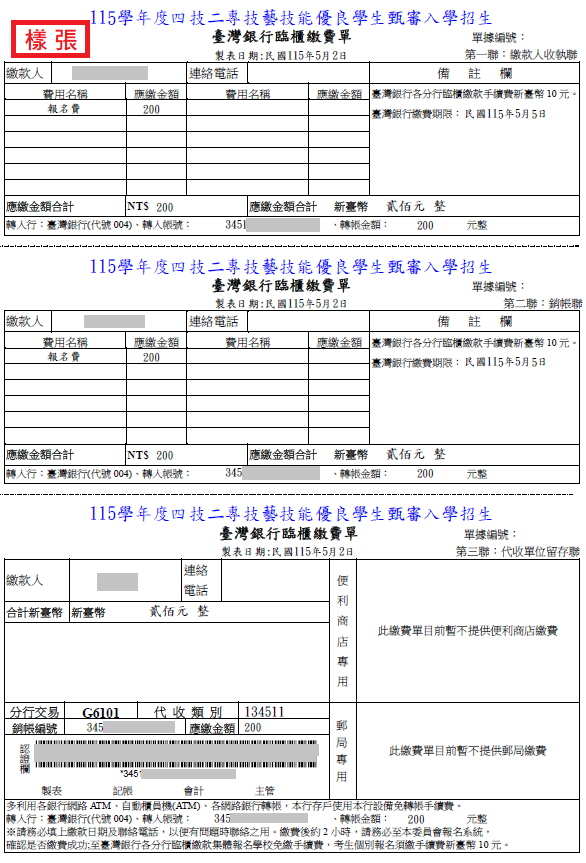 115學年度四技二專技藝技能優良學生甄審入學招生
樣張
臺灣銀行臨櫃繳費單
單據編號：
製表日期:民國115年5月2日
第一聯：繳款人收執聯
繳款人 連絡電話 備 註 欄
費用名稱 應繳金額 費用名稱 應繳金額
臺灣銀行各分行臨櫃繳款手續費新臺幣 10 元。
報名費 200
臺灣銀行繳費期限：民國115年5月5日
應繳金額合計 NT$ 200 應繳金額合計 新臺幣 貳佰元 整
轉入行：臺灣銀行(代號 004)、轉入帳號： 3451 、轉帳金額： 200 元整
115學年度四技二專技藝技能優良學生甄審入學招生
臺灣銀行臨櫃繳費單
單據編號：
製表日期:民國115年5月2日
第二聯：銷帳聯
繳款人 連絡電話 備 註 欄
費用名稱 應繳金額 費用名稱 應繳金額
臺灣銀行各分行臨櫃繳款手續費新臺幣 10 元。
報名費 200
臺灣銀行繳費期限：民國115年5月5日
應繳金額合計 NT$ 200 應繳金額合計 新臺幣 貳佰元 整
轉入行：臺灣銀行(代號 004)、轉入帳號： 345 、轉帳金額： 200 元整
115學年度四技二專技藝技能優良學生甄審入學招生
臺灣銀行臨櫃繳費單
單據編號：
製表日期:民國115年5月2日
第三聯：代收單位留存聯
繳款人 連絡電話
便利商店專用
此繳費單目前暫不提供便利商店繳費
合計新臺幣 新臺幣 貳佰元 整
分行交易 G6101 代 收 類 別 134511
銷帳編號 345 應繳金額 200
郵局專用
此繳費單目前暫不提供郵局繳費
認證欄
*3451
製表 記帳 會計 主管
多利用各銀行網路 ATM、自動櫃員機(ATM)、各網路銀行轉帳，本行存戶使用本行設備免轉帳手續費。
轉入行：臺灣銀行(代號 004)、轉入帳號： 345 、轉帳金額： 200 元整
※請務必填上繳款日期及聯絡電話，以便有問題時聯絡之用。繳費後約 2 小時，請務必至本委員會報名系統，
確認是否繳費成功;至臺灣銀行各分行臨櫃繳款集體報名學校免繳手續費，考生個別報名須繳手續費新臺幣 10 元。